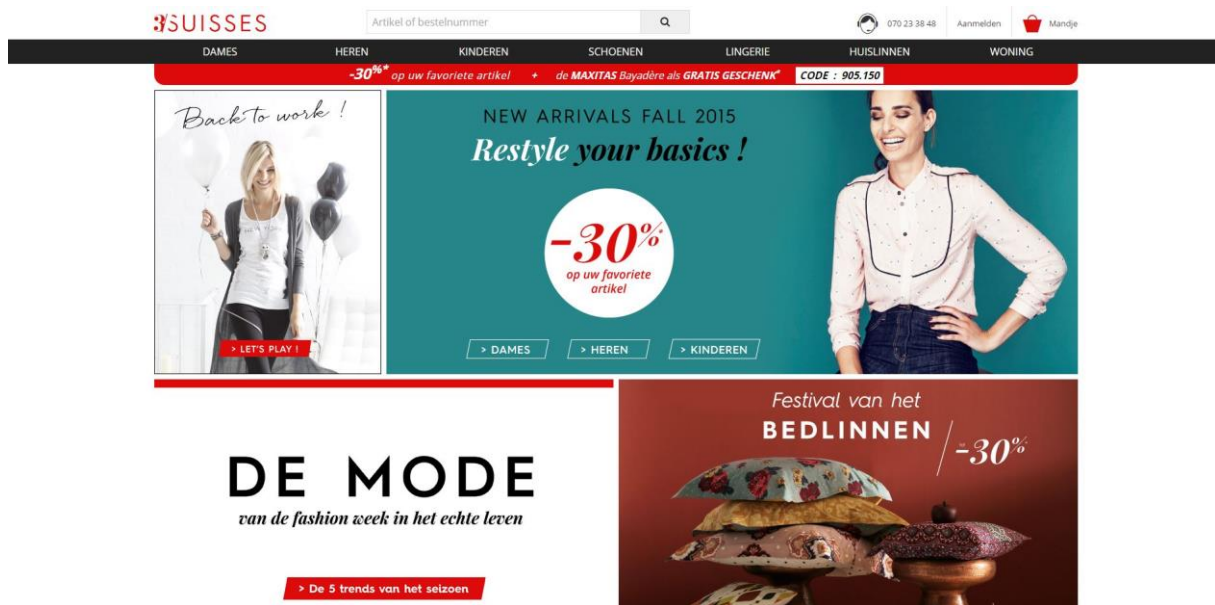 3SUISSES
Artikel of bestelnummer
070 23 38 48 Aanmelden Mandje
DAMES HEREN KINDEREN SCHOENEN LINGERIE HUISLINNEN WONING
-30%* op uw favoriete artikel + de MAXITAS Bayadère als GRATIS GESCHENK* CODE : 905.150
Back to work !
> LET'S PLAY !
NEW ARRIVALS FALL 2015
Restyle your basics !
-30%*
op uw favoriete
artikel
> DAMES > HEREN > KINDEREN
DE MODE
van de fashion week in het echte leven
> De 5 trends van het seizoen
Festival van het
BEDLINNEN
-30%